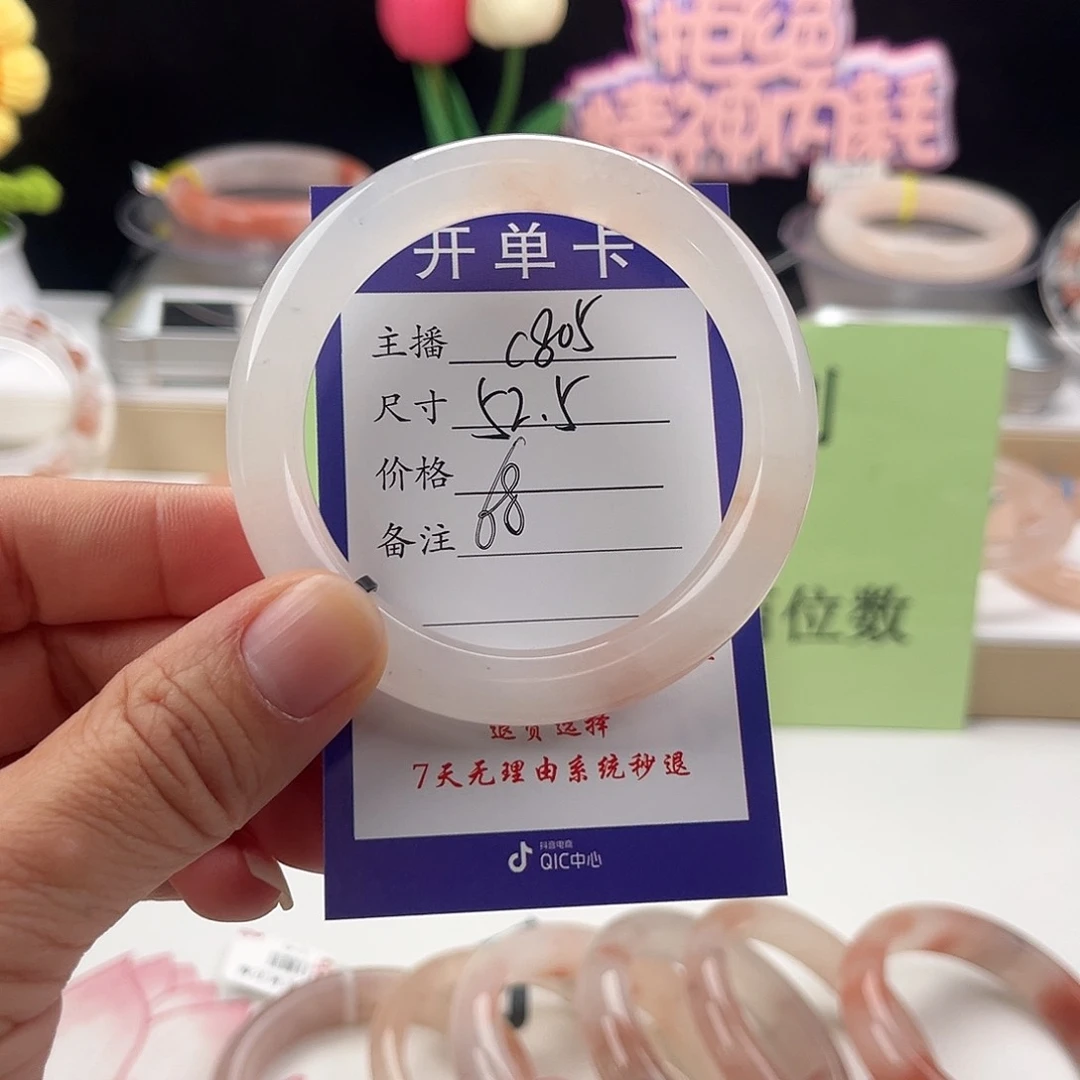 拒绝
精神内耗
开单卡
主播 C805
尺寸 52.5
价格 68
备注
位数
退货选择
7天无理由系统秒退
抖音电商
QIC中心